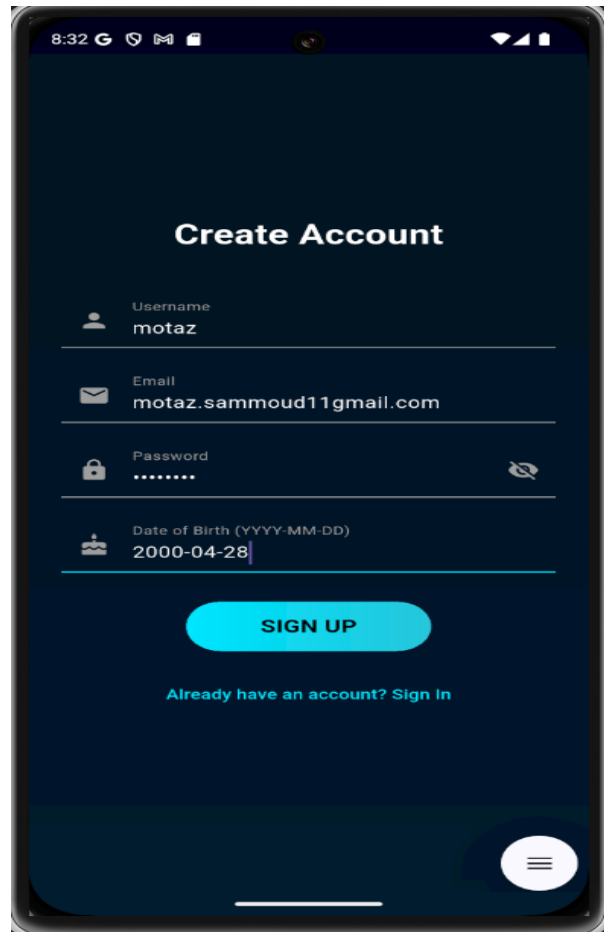 8:32 G
Create Account
Username
motaz
Email
motaz.sammoud11gmail.com
Password
••••••••
Date of Birth (YYYY-MM-DD)
2000-04-28
SIGN UP
Already have an account? Sign In